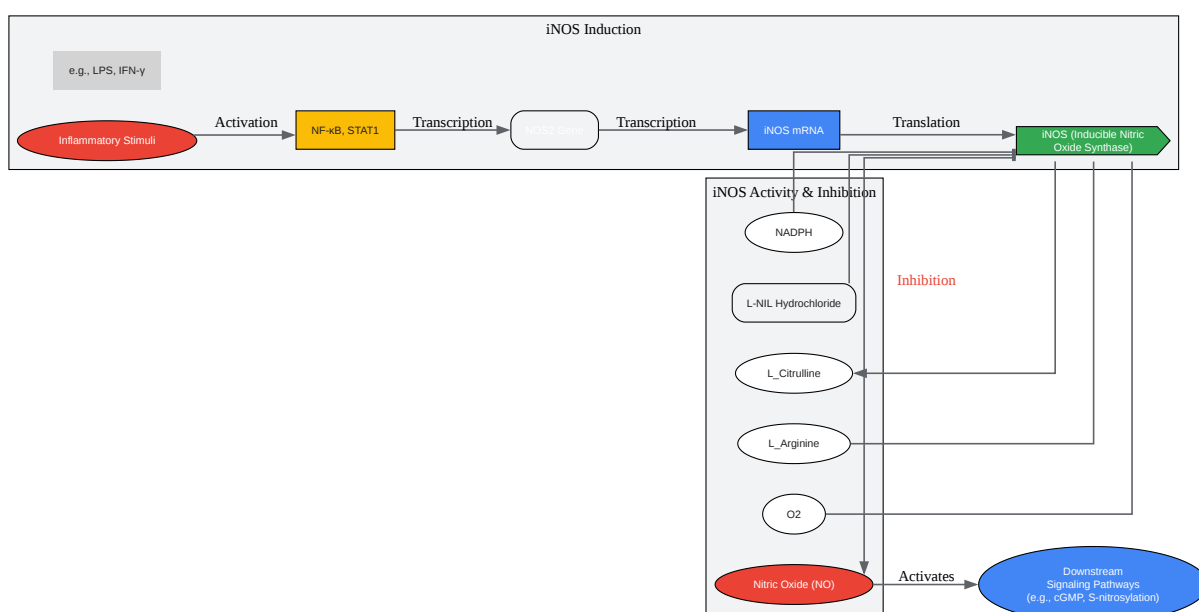 iNOS Induction
e.g., LPS, IFN-γ
Inflammatory Stimuli
Activation
NF-κB, STAT1
Transcription
NOS2 Gene
Transcription
iNOS mRNA
Translation
iNOS (Inducible Nitric
Oxide Synthase)
iNOS Activity & Inhibition
NADPH
L-NIL Hydrochloride
Inhibition
L_Citrulline
L_Arginine
O2
Nitric Oxide (NO)
Activates
Downstream
Signaling Pathways
(e.g., cGMP, S-nitrosylation)